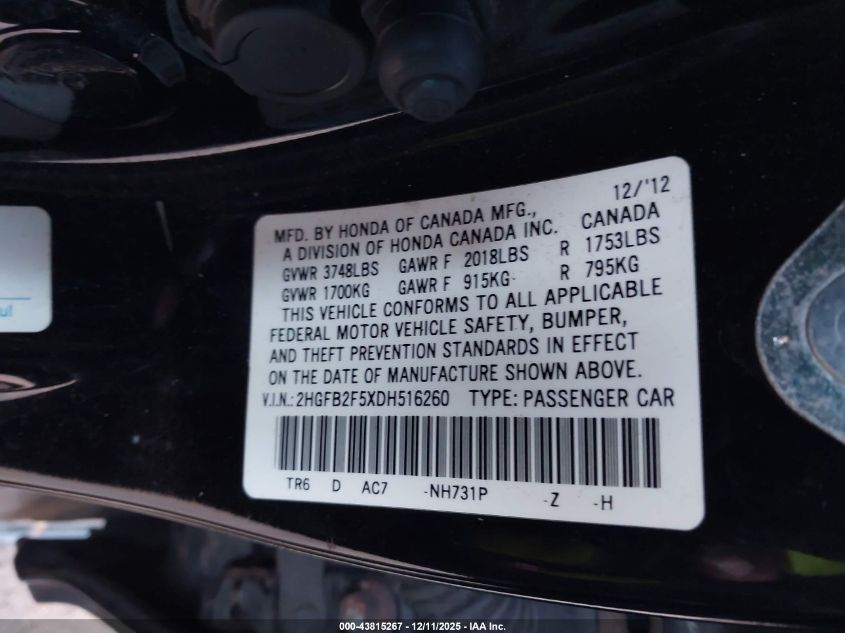 12/'12
MFD. BY HONDA OF CANADA MFG.,
A DIVISION OF HONDA CANADA INC. CANADA
GVWR 3748LBS GAWR F 2018LBS R 1753LBS
GVWR 1700KG GAWR F 915KG R 795KG
THIS VEHICLE CONFORMS TO ALL APPLICABLE
FEDERAL MOTOR VEHICLE SAFETY, BUMPER,
AND THEFT PREVENTION STANDARDS IN EFFECT
ON THE DATE OF MANUFACTURE SHOWN ABOVE.
V.I.N.: 2HGFB2F5XDH516260 TYPE: PASSENGER CAR
TR6 D AC7 -NH731P -Z -H
000-43815267 - 12/11/2025 - IAA Inc.